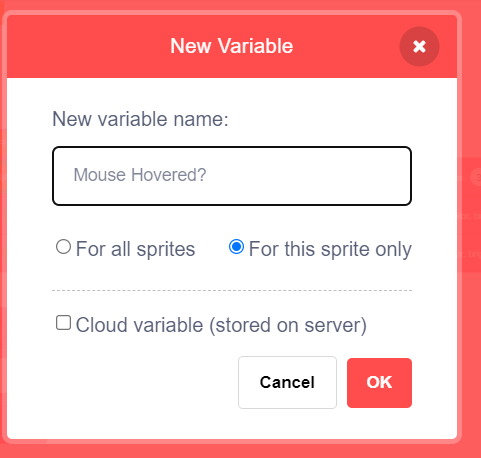 New Variable
New variable name:
Mouse Hovered?
For all sprites For this sprite only
Cloud variable (stored on server)
Cancel OK